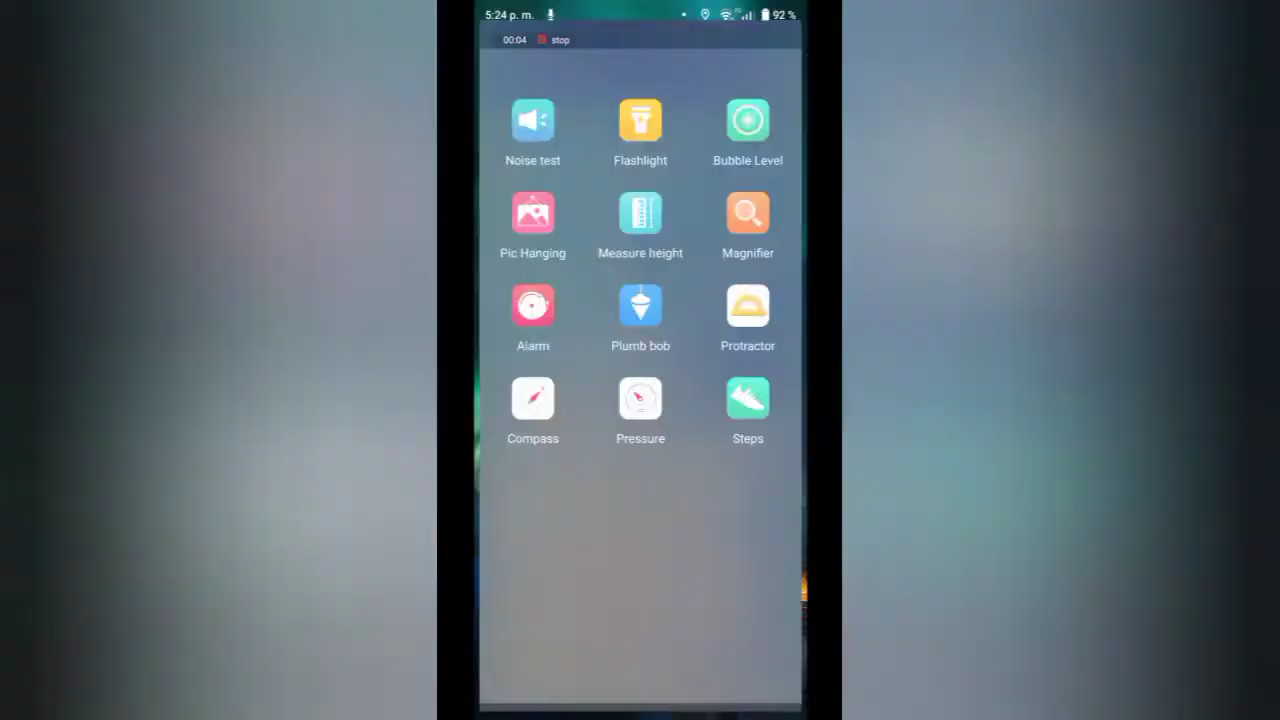 5:24 p. m. 92 %
00:04 stop
Noise test Flashlight Bubble Level
Pic Hanging Measure height Magnifier
Alarm Plumb bob Protractor
Compass Pressure Steps